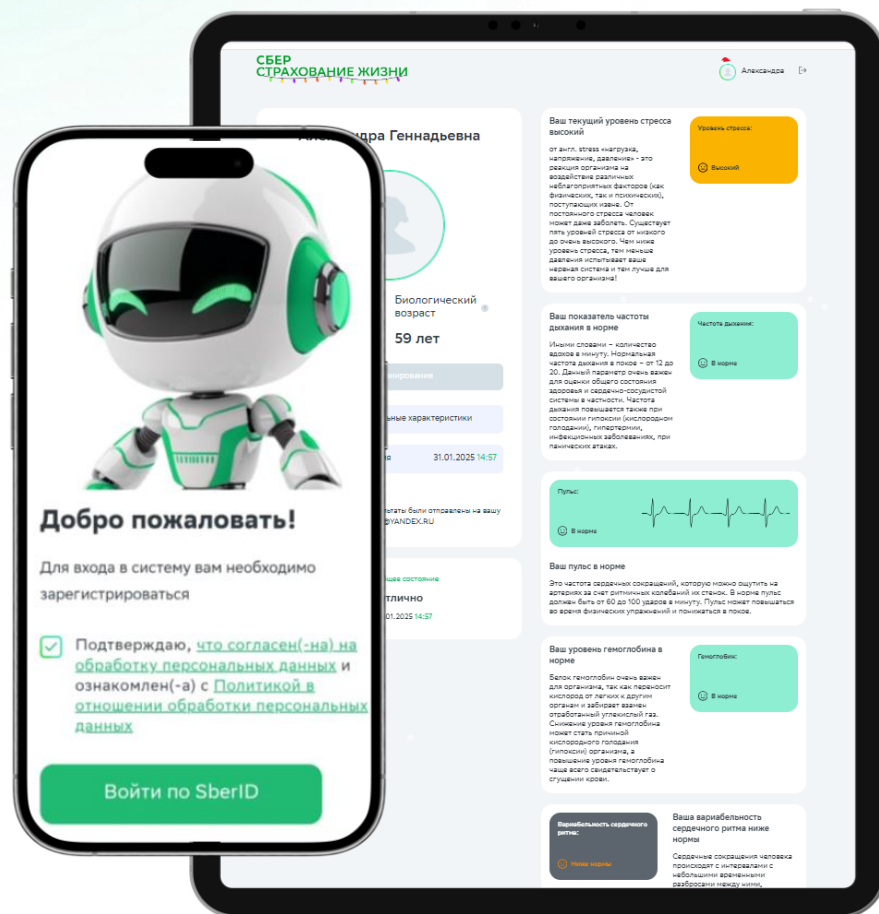 СБЕР
СТРАХОВАНИЕ ЖИЗНИ
Александра
Геннадьевна
Биологический
возраст
59 лет
ьные характеристики
31.01.2025 14:57
таты были отправлены на вашу
@YANDEX.RU
щее состояние
тлично
01.2025 14:57
Ваш текущий уровень стресса
высокий
от англ. stress «нагрузка,
напряжение, давление» - это
реакция организма на
воздействие различных
неблагоприятных факторов (как
физических, так и психических),
поступающих извне. От
постоянного стресса человек
может даже заболеть. Существует
пять уровней стресса от низкого
до очень высокого. Чем ниже
уровень стресса, тем меньше
давления испытывает ваше
нервная система и тем лучше для
вашего организма!
Уровень стресса:
Высокий
Ваш показатель частоты
дыхания в норме
Иными словами – количество
вдохов в минуту. Нормальная
частота дыхания в покое – от 12 до
20. Данный параметр очень важен
для оценки общего состояния
здоровья и сердечно-сосудистой
системы в частности. Частота
дыхания повышается также при
состоянии гипоксии (кислородном
голодании), гипертермии,
инфекционных заболеваниях, при
панических атаках.
Частота дыхания:
В норме
Пульс:
В норме
Ваш пульс в норме
Это частота сердечных сокращений, которую можно ощутить на
артериях за счет ритмичных колебаний их стенок. В норме пульс
должен быть от 60 до 100 ударов в минуту. Пульс может повышаться
во время физических упражнений и понижаться в покое.
Ваш уровень гемоглобина в
норме
Белок гемоглобин очень важен
для организма, так как переносит
кислород от легких к другим
органам и забирает взамен
отработанный углекислый газ.
Снижение уровня гемоглобина
может стать причиной
кислородного голодания
(гипоксии) организма, а
повышение уровня гемоглобина
чаще всего свидетельствует о
сгущении крови.
Гемоглобин:
В норме
Вариабельность сердечного
ритма:
Ниже нормы
Ваша вариабельность
сердечного ритма ниже
нормы
Сердечные сокращения человека
происходят с интервалами с
небольшими временными
разбросами между ними,
Добро пожаловать!
Для входа в систему вам необходимо
зарегистрироваться
Подтверждаю, что согласен(-на) на
обработку персональных данных и
ознакомлен(-а) с Политикой в
отношении обработки персональных
данных
Войти по SberID